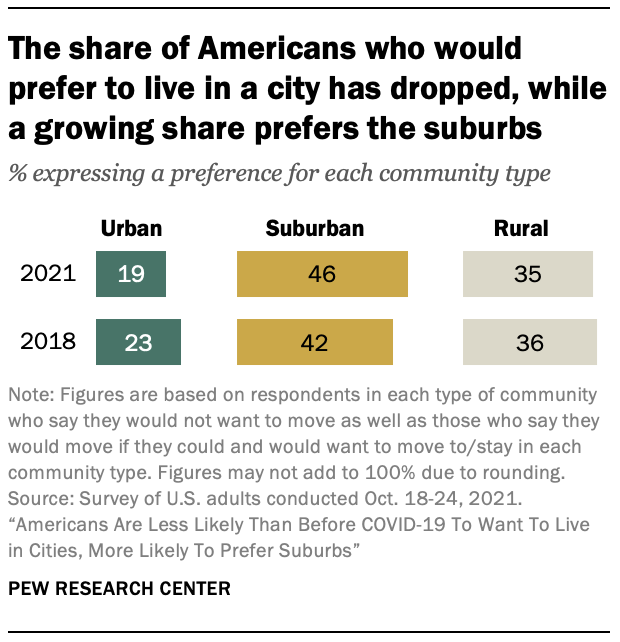 The share of Americans who would
prefer to live in a city has dropped, while
a growing share prefers the suburbs
% expressing a preference for each community type
Urban Suburban Rural
2021 19 46 35
2018 23 42 36
Note: Figures are based on respondents in each type of community
who say they would not want to move as well as those who say they
would move if they could and would want to move to/stay in each
community type. Figures may not add to 100% due to rounding.
Source: Survey of U.S. adults conducted Oct. 18-24, 2021.
“Americans Are Less Likely Than Before COVID-19 To Want To Live
in Cities, More Likely To Prefer Suburbs”
PEW RESEARCH CENTER